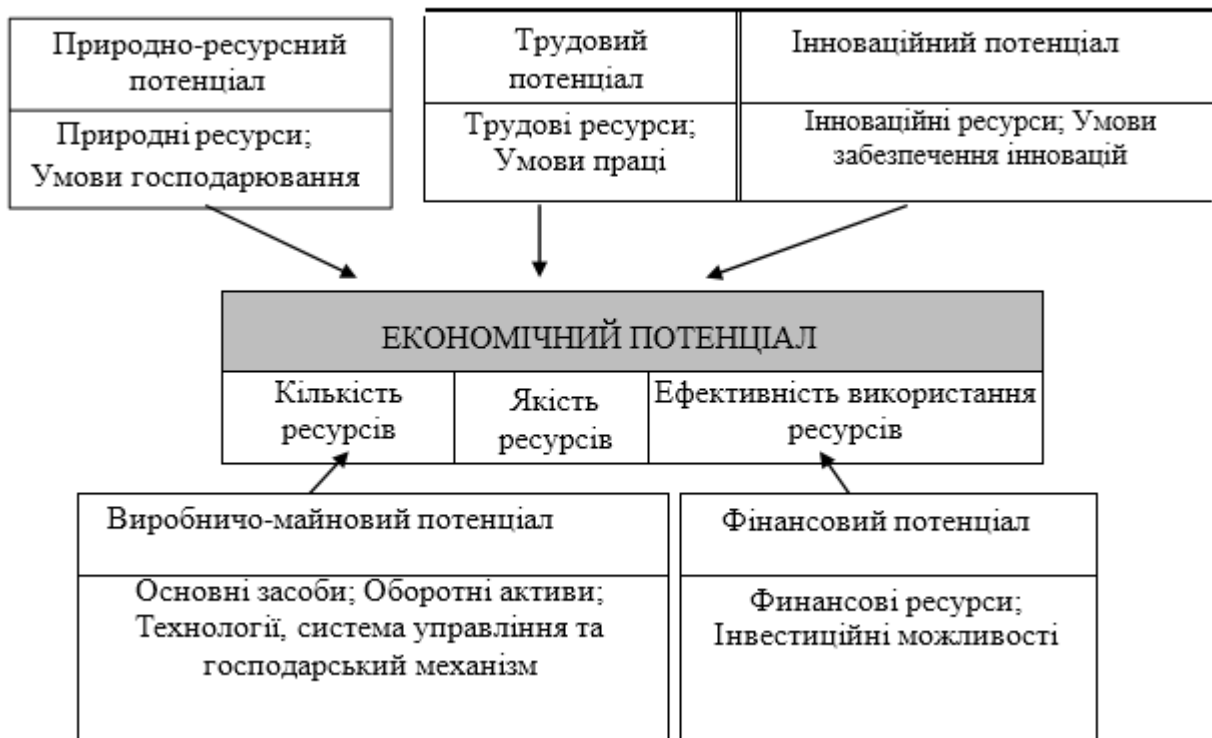 Природно-ресурсний
потенціал
Природні ресурси;
Умови господарювання
Трудовий
потенціал
Трудові ресурси;
Умови праці
Інноваційний потенціал
Інноваційні ресурси; Умови
забезпечення інновацій
ЕКОНОМІЧНИЙ ПОТЕНЦІАЛ
Кількість
ресурсів
Якість
ресурсів
Ефективність використання
ресурсів
Виробничо-майновий потенціал
Основні засоби; Оборотні активи;
Технології, система управління та
господарський механізм
Фінансовий потенціал
Финансові ресурси;
Інвестиційні можливості